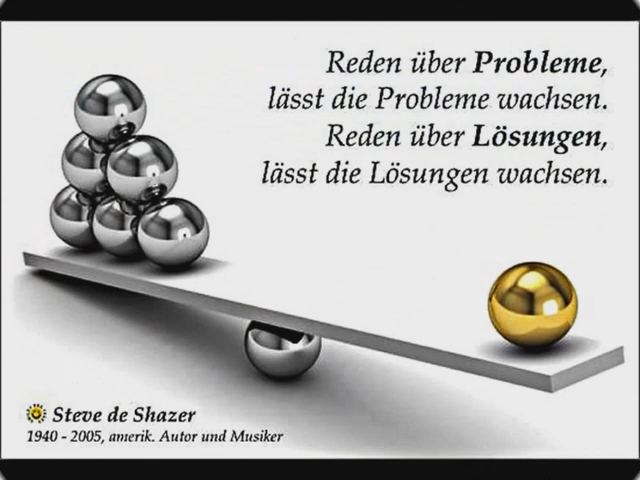 Reden über Probleme,
lässt die Probleme wachsen.
Reden über Lösungen,
lässt die Lösungen wachsen.
Steve de Shazer
1940 - 2005, amerik. Autor und Musiker